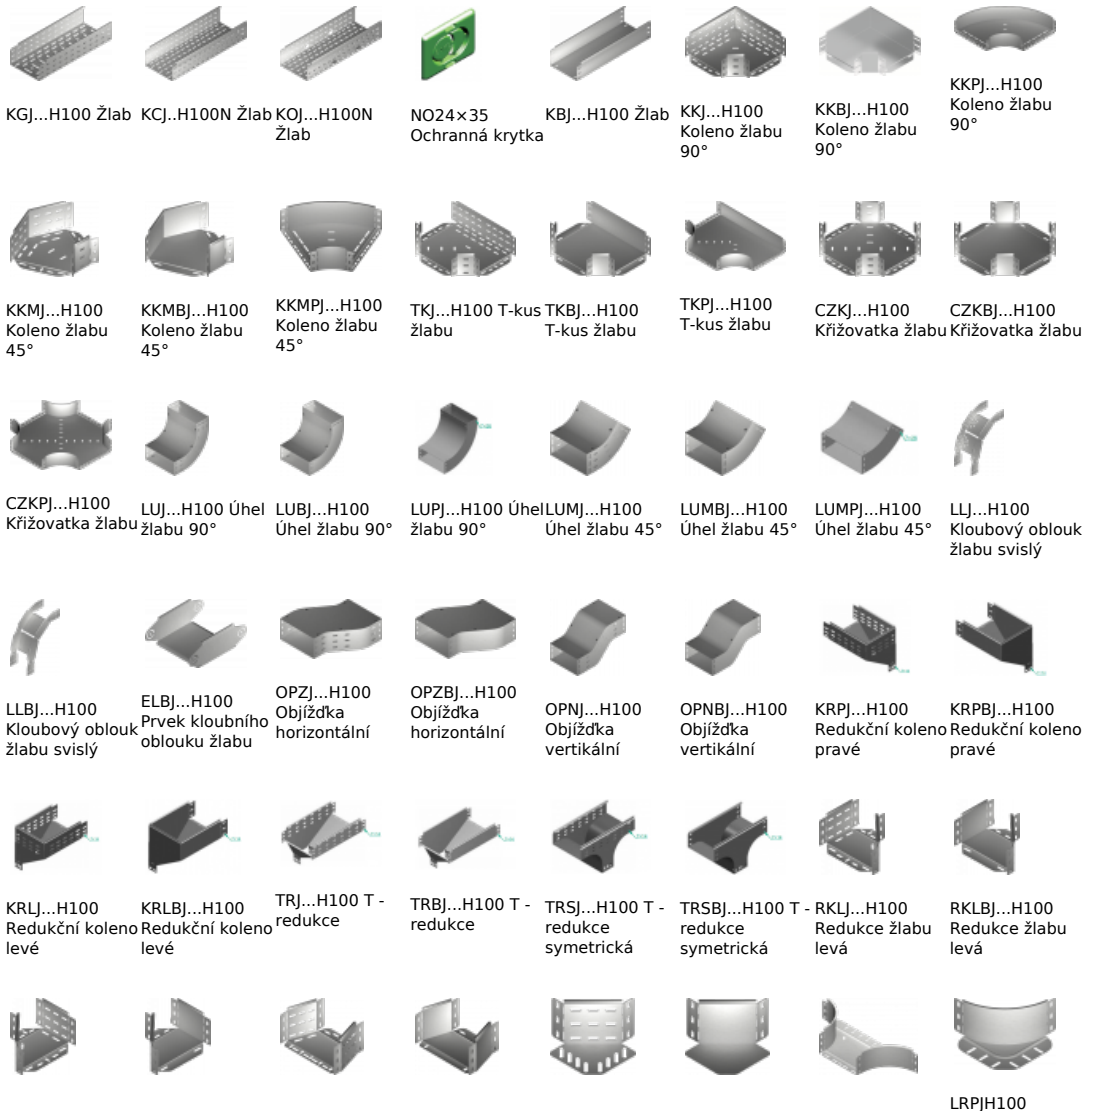 KGJ...H100 Žlab
KCJ..H100N Žlab
KOJ...H100N
Žlab
NO24×35
Ochranná krytka
KBJ...H100 Žlab
KKJ...H100
Koleno žlabu
90°
KKBJ...H100
Koleno žlabu
90°
KKPJ...H100
Koleno žlabu
90°
KKMJ...H100
Koleno žlabu
45°
KKMBJ...H100
Koleno žlabu
45°
KKMPJ...H100
Koleno žlabu
45°
TKJ...H100 T-kus
žlabu
TKBJ...H100
T-kus žlabu
TKPJ...H100
T-kus žlabu
CZKJ...H100
Křižovatka žlabu
CZKBJ...H100
Křižovatka žlabu
CZKPJ...H100
Křižovatka žlabu
LUJ...H100 Úhel
žlabu 90°
LUBJ...H100
Úhel žlabu 90°
LUPJ...H100 Úhel
žlabu 90°
LUMJ...H100
Úhel žlabu 45°
LUMBJ...H100
Úhel žlabu 45°
LUMPJ...H100
Úhel žlabu 45°
LLJ...H100
Kloubový oblouk
žlabu svislý
LLBJ...H100
Kloubový oblouk
žlabu svislý
ELBJ...H100
Prvek kloubního
oblouku žlabu
OPZJ...H100
Objížďka
horizontální
OPZBJ...H100
Objížďka
horizontální
OPNJ...H100
Objížďka
vertikální
OPNBJ...H100
Objížďka
vertikální
KRPJ...H100
Redukční koleno
pravé
KRPBJ...H100
Redukční koleno
pravé
KRLJ...H100
Redukční koleno
levé
KRLBJ...H100
Redukční koleno
levé
TRJ...H100 T -
redukce
TRBJ...H100 T -
redukce
TRSJ...H100 T -
redukce
symetrická
TRSBJ...H100 T -
redukce
symetrická
RKLJ...H100
Redukce žlabu
levá
RKLBJ...H100
Redukce žlabu
levá
LRPJH100